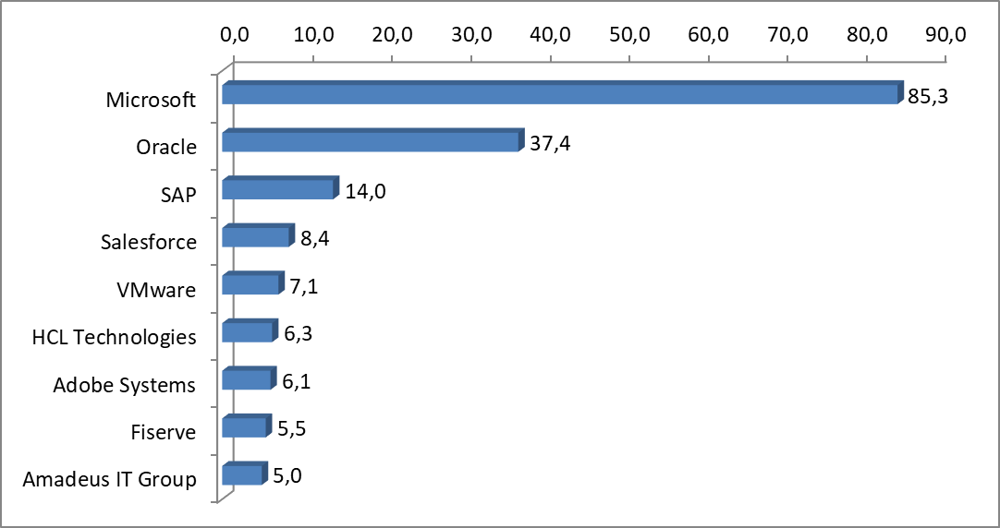 0,0 10,0 20,0 30,0 40,0 50,0 60,0 70,0 80,0 90,0
Microsoft 85,3
Oracle 37,4
SAP 14,0
Salesforce 8,4
VMware 7,1
HCL Technologies 6,3
Adobe Systems 6,1
Fiserve 5,5
Amadeus IT Group 5,0